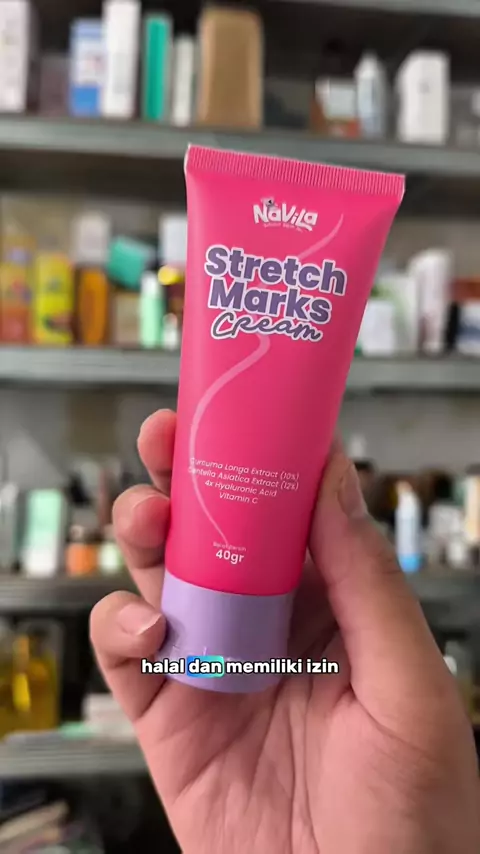 NaViLa
Stretch
Marks
Cream
Curcuma Longa Extract (10%)
Centella Asiatica Extract (12%)
4x Hyaluronic Acid
Vitamin C
40gr
halal dan memiliki izin